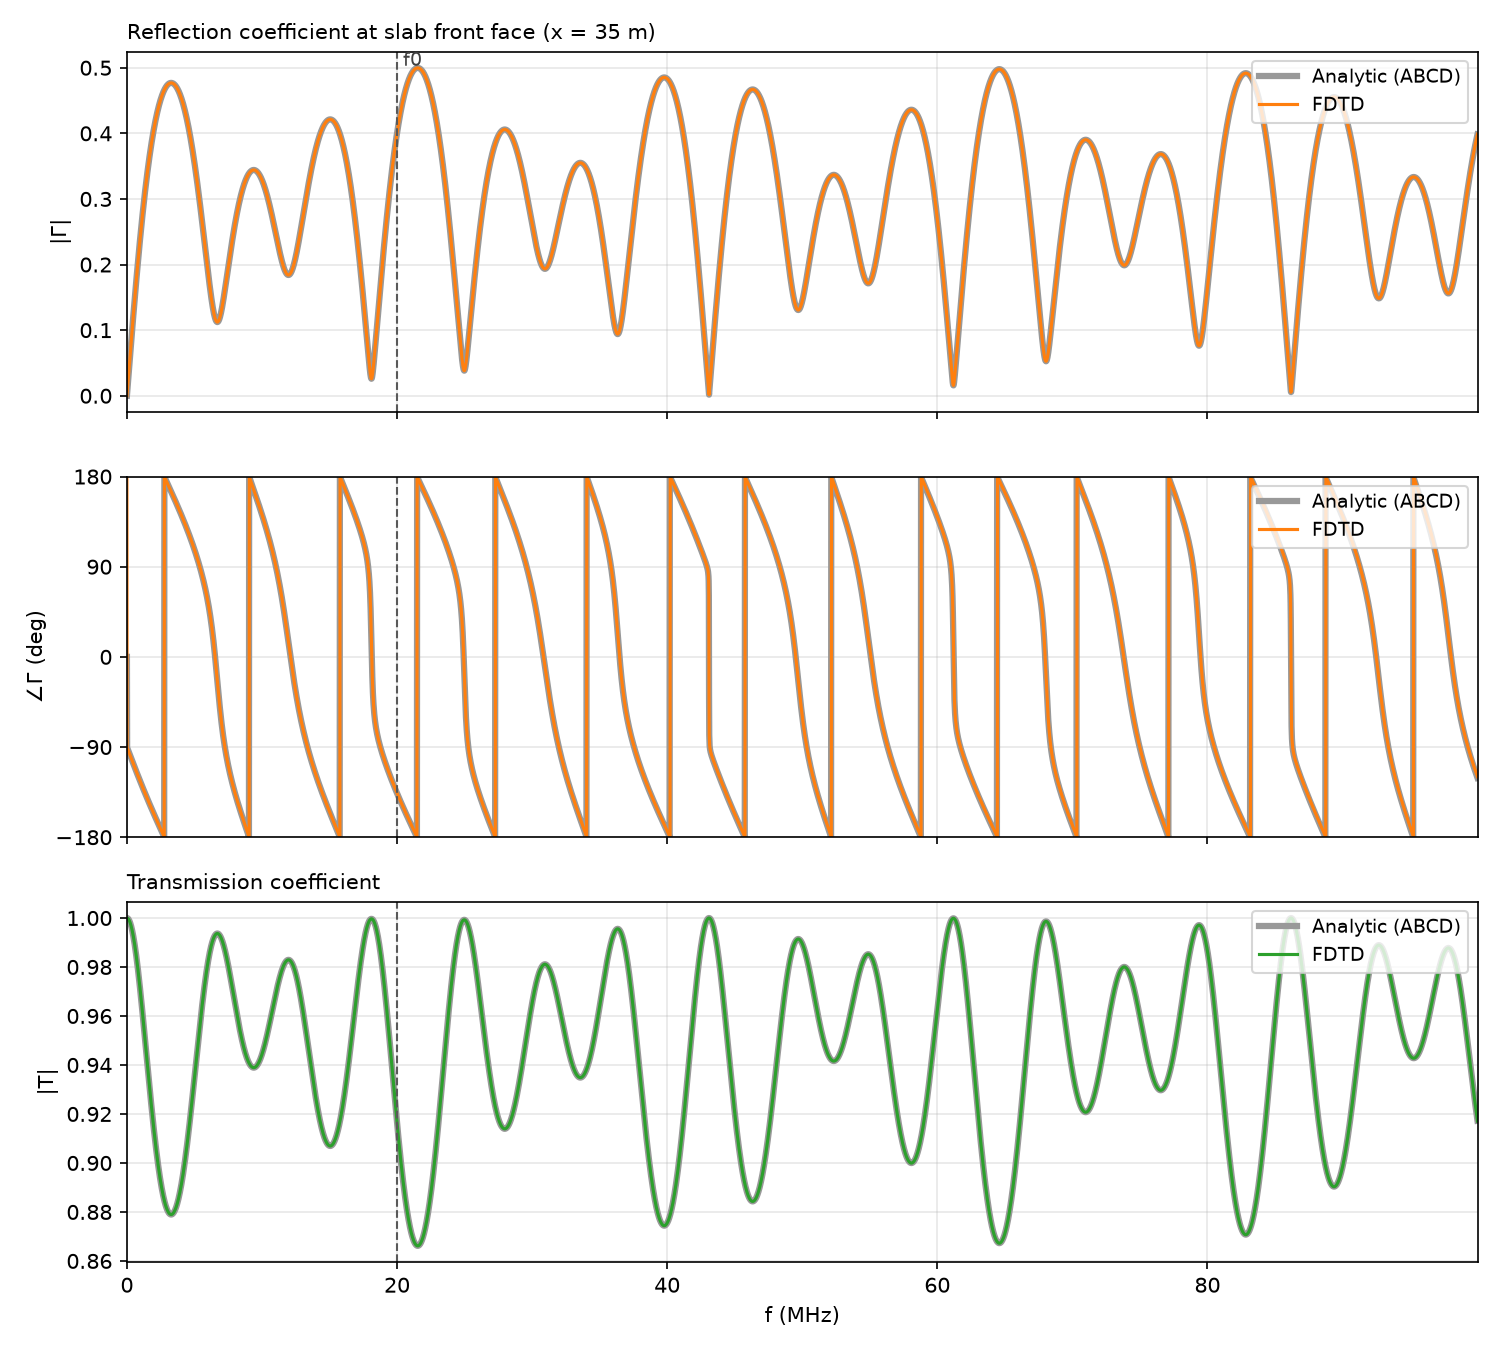 Reflection coefficient at slab front face (x = 35 m)
f0
Analytic (ABCD)
FDTD
|Γ|
0.5
0.4
0.3
0.2
0.1
0.0
Analytic (ABCD)
FDTD
∠Γ (deg)
180
90
0
−90
−180
Transmission coefficient
Analytic (ABCD)
FDTD
|T|
1.00
0.98
0.96
0.94
0.92
0.90
0.88
0.86
0 20 40 60 80
f (MHz)